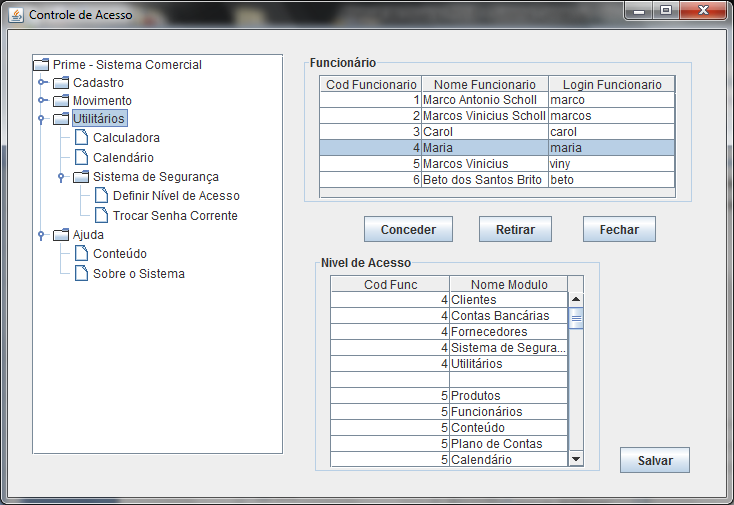 Controle de Acesso
Prime - Sistema Comercial
Cadastro
Movimento
Utilitários
Calculadora
Calendário
Sistema de Segurança
Definir Nível de Acesso
Trocar Senha Corrente
Ajuda
Conteúdo
Sobre o Sistema
Funcionário
Cod Funcionario Nome Funcionario Login Funcionario
1 Marco Antonio Scholl marco
2 Marcos Vinicius Scholl marcos
3 Carol carol
4 Maria maria
5 Marcos Vinicius viny
6 Beto dos Santos Brito beto
Conceder Retirar Fechar
Nivel de Acesso
Cod Func Nome Modulo
4 Clientes
4 Contas Bancárias
4 Fornecedores
4 Sistema de Segura...
4 Utilitários
5 Produtos
5 Funcionários
5 Conteúdo
5 Plano de Contas
5 Calendário
Salvar